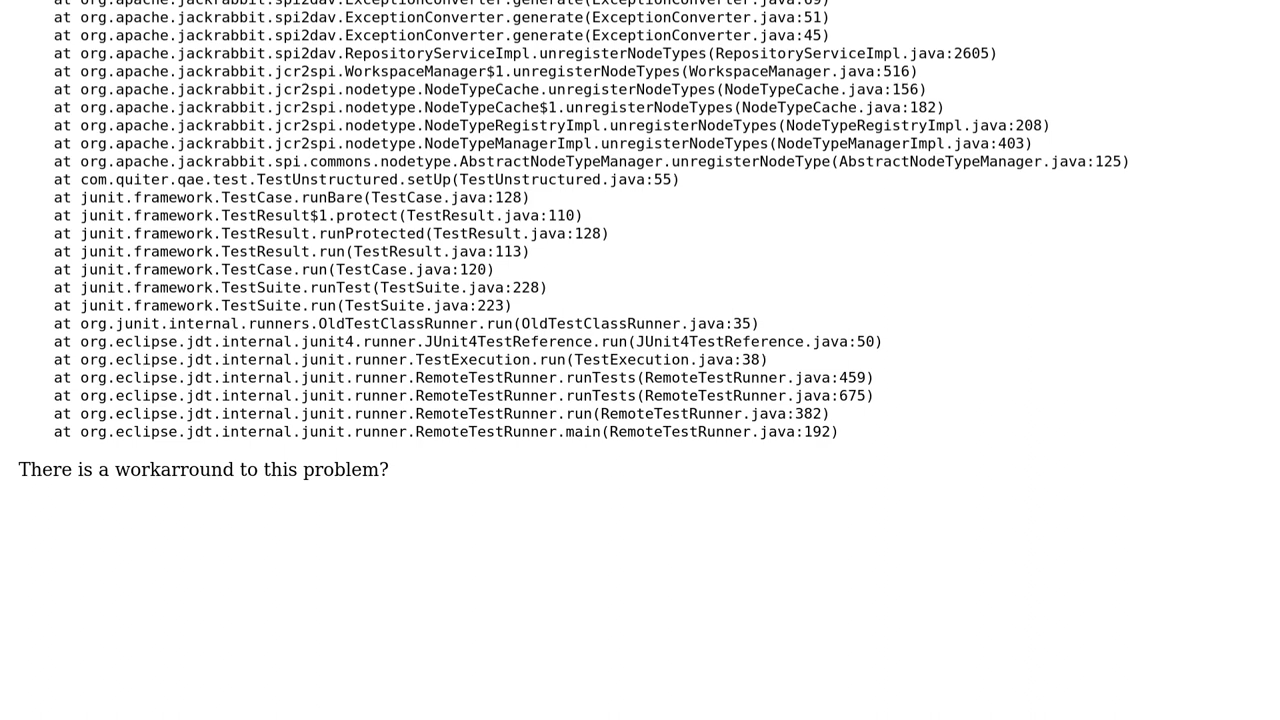 at org.apache.jackrabbit.spi2dav.ExceptionConverter.generate(ExceptionConverter.java:69)
at org.apache.jackrabbit.spi2dav.ExceptionConverter.generate(ExceptionConverter.java:51)
at org.apache.jackrabbit.spi2dav.ExceptionConverter.generate(ExceptionConverter.java:45)
at org.apache.jackrabbit.spi2dav.RepositoryServiceImpl.unregisterNodeTypes(RepositoryServiceImpl.java:2605)
at org.apache.jackrabbit.jcr2spi.WorkspaceManager$1.unregisterNodeTypes(WorkspaceManager.java:516)
at org.apache.jackrabbit.jcr2spi.nodetype.NodeTypeCache.unregisterNodeTypes(NodeTypeCache.java:156)
at org.apache.jackrabbit.jcr2spi.nodetype.NodeTypeCache$1.unregisterNodeTypes(NodeTypeCache.java:182)
at org.apache.jackrabbit.jcr2spi.nodetype.NodeTypeRegistryImpl.unregisterNodeTypes(NodeTypeRegistryImpl.java:208)
at org.apache.jackrabbit.jcr2spi.nodetype.NodeTypeManagerImpl.unregisterNodeTypes(NodeTypeManagerImpl.java:403)
at org.apache.jackrabbit.spi.commons.nodetype.AbstractNodeTypeManager.unregisterNodeType(AbstractNodeTypeManager.java:125)
at com.quiter.qae.test.TestUnstructured.setUp(TestUnstructured.java:55)
at junit.framework.TestCase.runBare(TestCase.java:128)
at junit.framework.TestResult$1.protect(TestResult.java:110)
at junit.framework.TestResult.runProtected(TestResult.java:128)
at junit.framework.TestResult.run(TestResult.java:113)
at junit.framework.TestCase.run(TestCase.java:120)
at junit.framework.TestSuite.runTest(TestSuite.java:228)
at junit.framework.TestSuite.run(TestSuite.java:223)
at org.junit.internal.runners.OldTestClassRunner.run(OldTestClassRunner.java:35)
at org.eclipse.jdt.internal.junit4.runner.JUnit4TestReference.run(JUnit4TestReference.java:50)
at org.eclipse.jdt.internal.junit.runner.TestExecution.run(TestExecution.java:38)
at org.eclipse.jdt.internal.junit.runner.RemoteTestRunner.runTests(RemoteTestRunner.java:459)
at org.eclipse.jdt.internal.junit.runner.RemoteTestRunner.runTests(RemoteTestRunner.java:675)
at org.eclipse.jdt.internal.junit.runner.RemoteTestRunner.run(RemoteTestRunner.java:382)
at org.eclipse.jdt.internal.junit.runner.RemoteTestRunner.main(RemoteTestRunner.java:192)
There is a workarround to this problem?